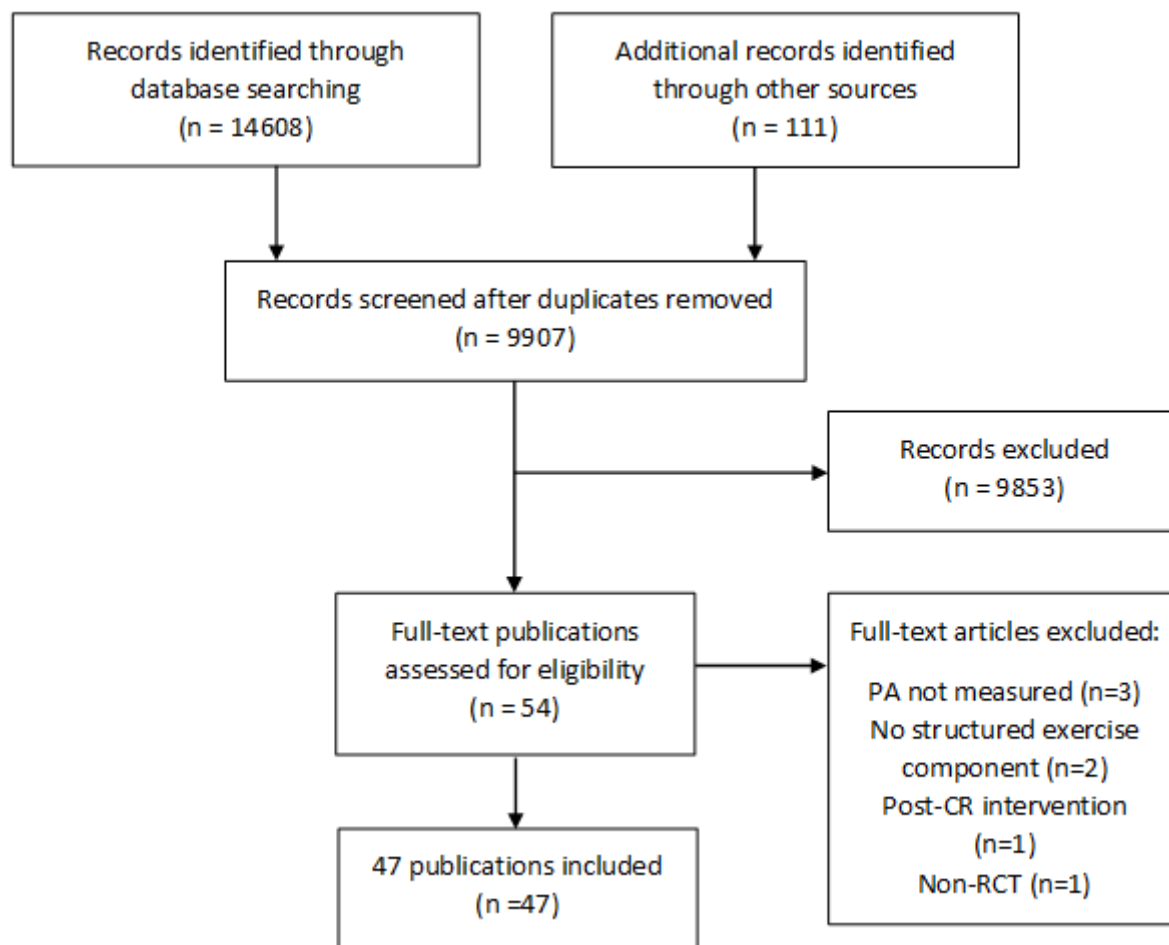 Records identified through
database searching
(n = 14608)
Additional records identified
through other sources
(n = 111)
Records screened after duplicates removed
(n = 9907)
Records excluded
(n = 9853)
Full-text publications
assessed for eligibility
(n = 54)
Full-text articles excluded:
PA not measured (n=3)
No structured exercise
component (n=2)
Post-CR intervention
(n=1)
Non-RCT (n=1)
47 publications included
(n =47)